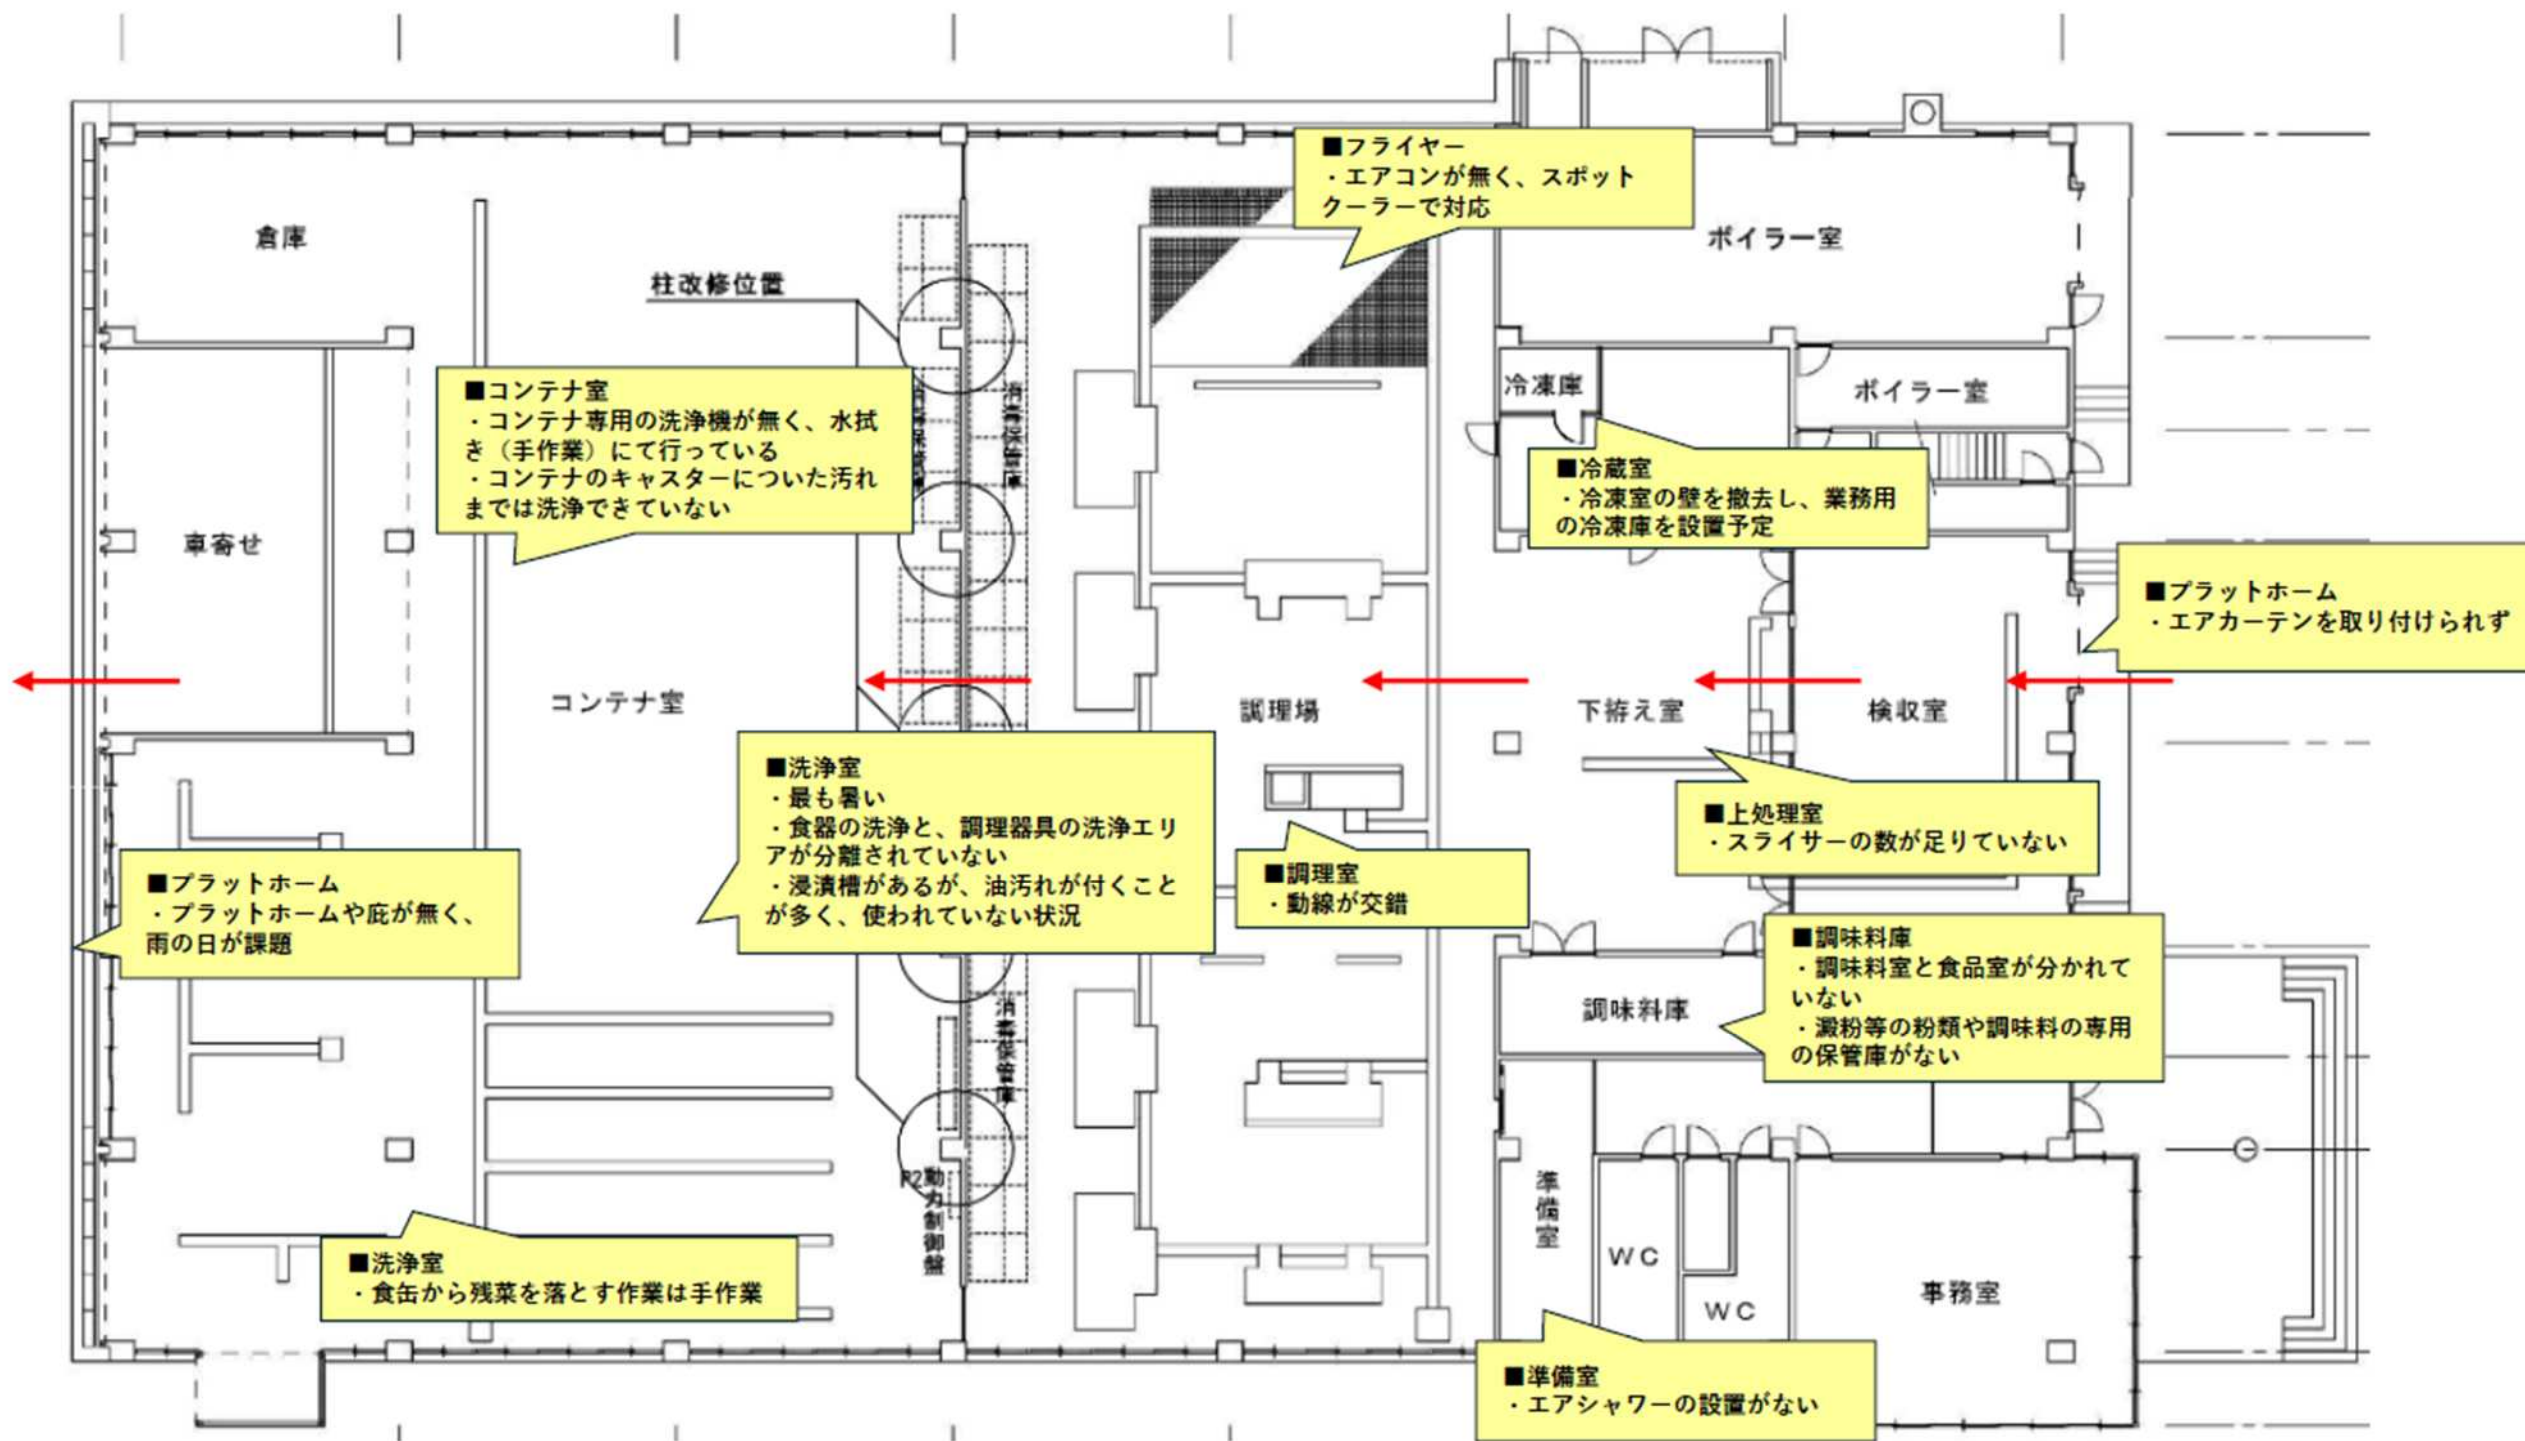 ■フライヤー
・エアコンが無く、スポット
クーラーで対応
倉庫
ボイラー室
柱改修位置
■コンテナ室
・コンテナ専用の洗浄機が無く、水拭
き（手作業）にて行っている
・コンテナのキャスターについた汚れ
までは洗浄できていない
消毒保管庫
冷凍庫
ボイラー室
■冷蔵室
・冷凍室の壁を撤去し、業務用
の冷凍庫を設置予定
車寄せ
■プラットホーム
・エアカーテンを取り付けられず
コンテナ室
調理場
下拵え室
検収室
■洗浄室
・最も暑い
・食器の洗浄と、調理器具の洗浄エリ
アが分離されていない
・浸漬槽があるが、油汚れが付くこと
が多く、使われていない状況
■上処理室
・スライサーの数が足りていない
■プラットホーム
・プラットホームや庇が無く、
雨の日が課題
■調理室
・動線が交錯
■調味料庫
・調味料室と食品室が分かれて
いない
・澱粉等の粉類や調味料の専用
の保管庫がない
調味料庫
消毒保管庫
P2動力制御盤
準備室
WC
WC
事務室
■洗浄室
・食缶から残菜を落とす作業は手作業
■準備室
・エアシャワーの設置がない